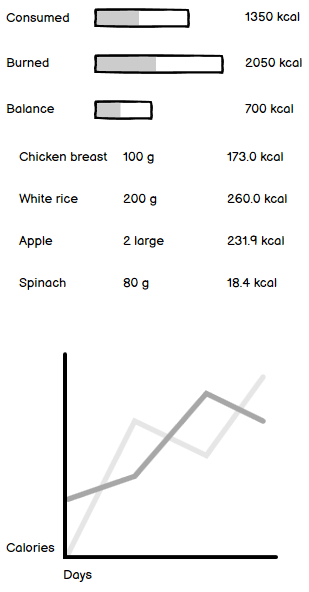 Consumed 1350 kcal
Burned 2050 kcal
Balance 700 kcal
Chicken breast 100 g 173.0 kcal
White rice 200 g 260.0 kcal
Apple 2 large 231.9 kcal
Spinach 80 g 18.4 kcal
Calories
Days